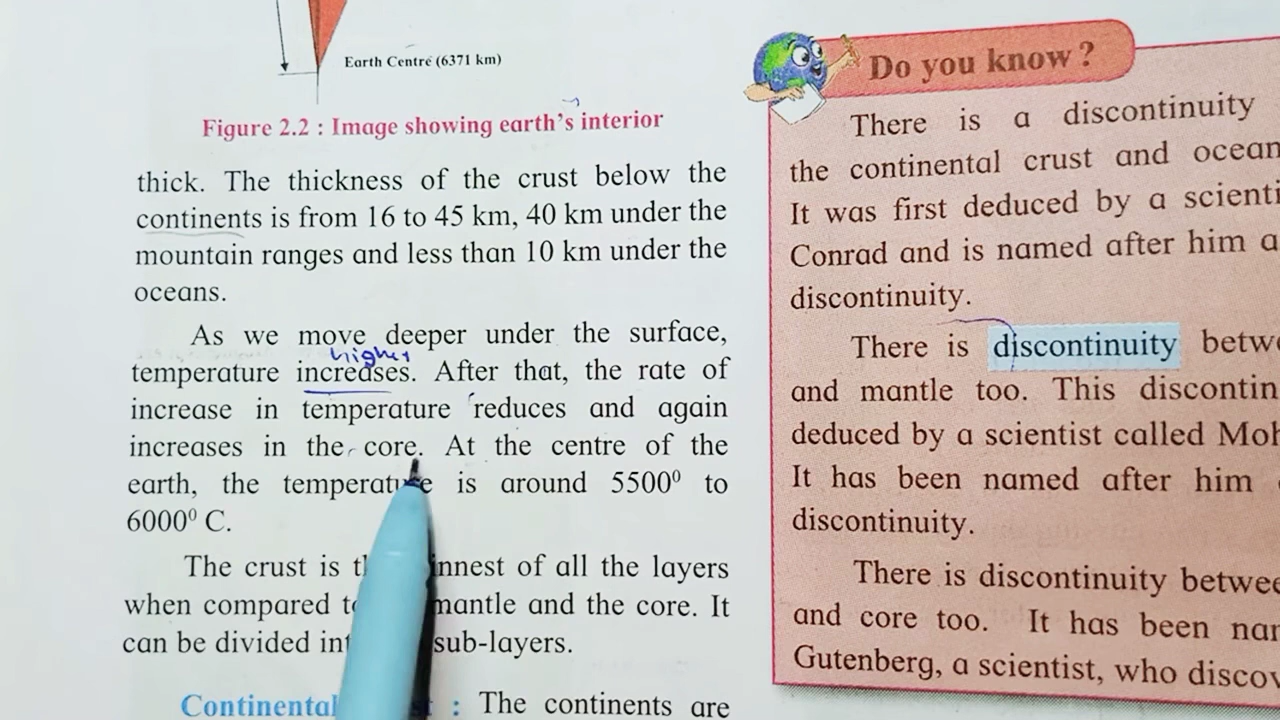 Earth Centre (6371 km)
Figure 2.2 : Image showing earth's interior
thick. The thickness of the crust below the
continents is from 16 to 45 km, 40 km under the
mountain ranges and less than 10 km under the
oceans.
As we move deeper under the surface,
higher
temperature increases. After that, the rate of
increase in temperature reduces and again
increases in the core. At the centre of the
earth, the temperature is around 5500⁰ to
6000⁰ C.
The crust is innest of all the layers
when compared mantle and the core. It
can be divided sub-layers.
Continental : The continents are
Do you know ?
There is a discontinuity
the continental crust and ocean
It was first deduced by a scienti
Conrad and is named after him a
discontinuity.
There is discontinuity betwe
and mantle too. This discontin
deduced by a scientist called Moh
It has been named after him
discontinuity.
There is discontinuity betwee
and core too. It has been nam
Gutenberg, a scientist, who discov